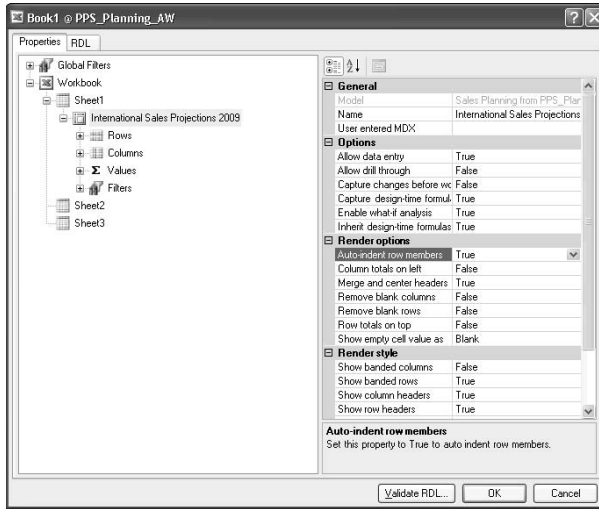 Book1 @ PPS_Planning_AW
Properties RDL
Global Filters
Workbook
Sheet1
International Sales Projections 2009
Rows
Columns
Σ Values
Filters
Sheet2
Sheet3
General
Model Sales Planning from PPS_Plar
Name International Sales Projections
User entered MDX
Options
Allow data entry True
Allow drill through False
Capture changes before wc False
Capture design-time formul True
Enable what-if analysis True
Inherit design-time formulas True
Render options
Auto-indent row members True
Column totals on left False
Merge and center headers True
Remove blank columns False
Remove blank rows False
Row totals on top False
Show empty cell value as Blank
Render style
Show banded columns False
Show banded rows True
Show column headers True
Show row headers True
Auto-indent row members
Set this property to True to auto indent row members.
Validate RDL... OK Cancel